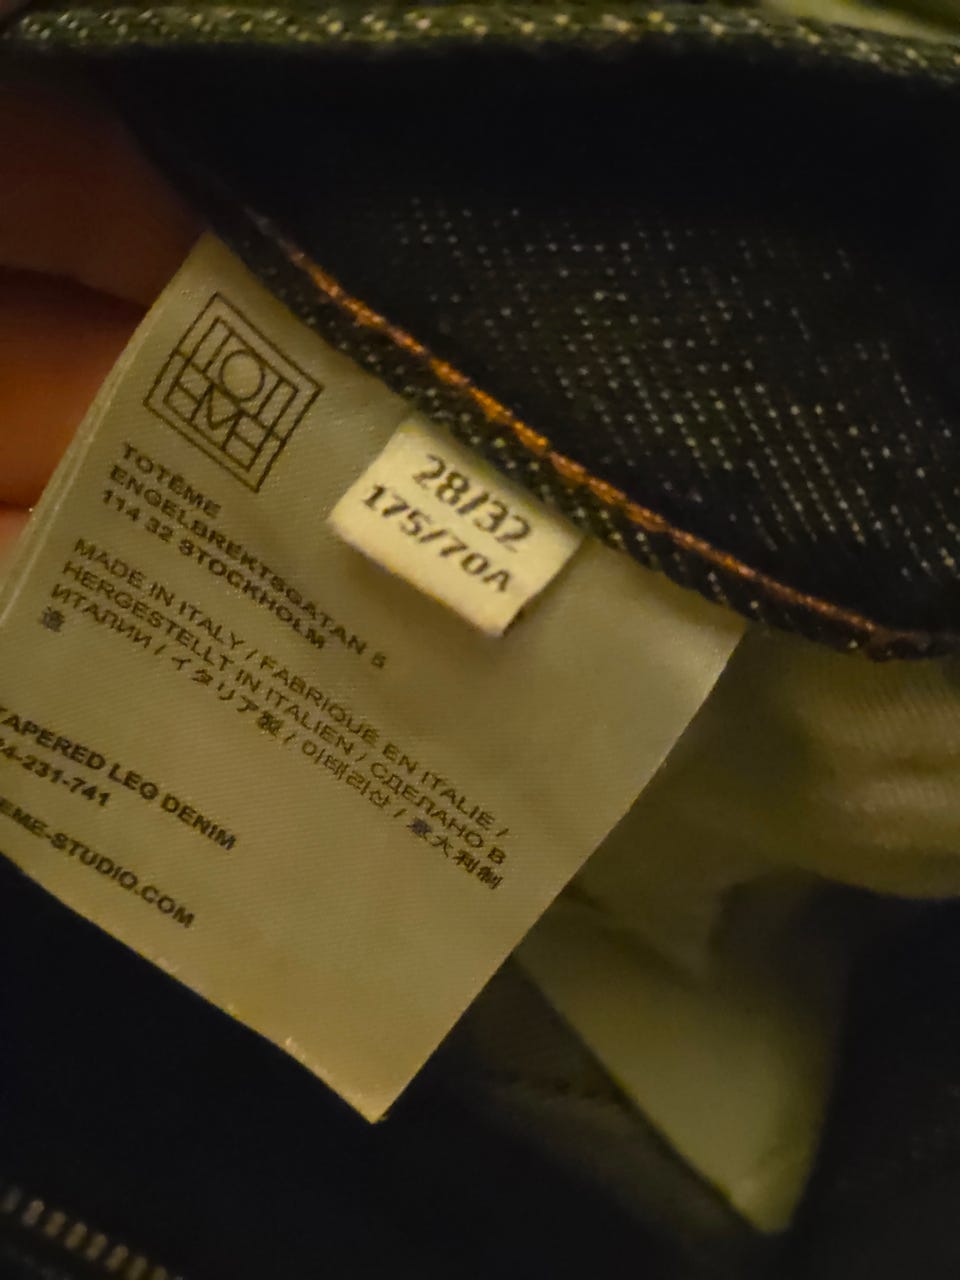 TOTEME
28/32
175/70A
TOTÊME
ENGELBREKTSGATAN 5
114 32 STOCKHOLM
MADE IN ITALY / FABRIQUÉ EN ITALIE /
HERGESTELLT IN ITALIEN / СДЕЛАНО В
ИТАЛИИ / イタリア製 / 이태리산 / 意大利制
造
TAPERED LEG DENIM
-231-741
EME-STUDIO.COM